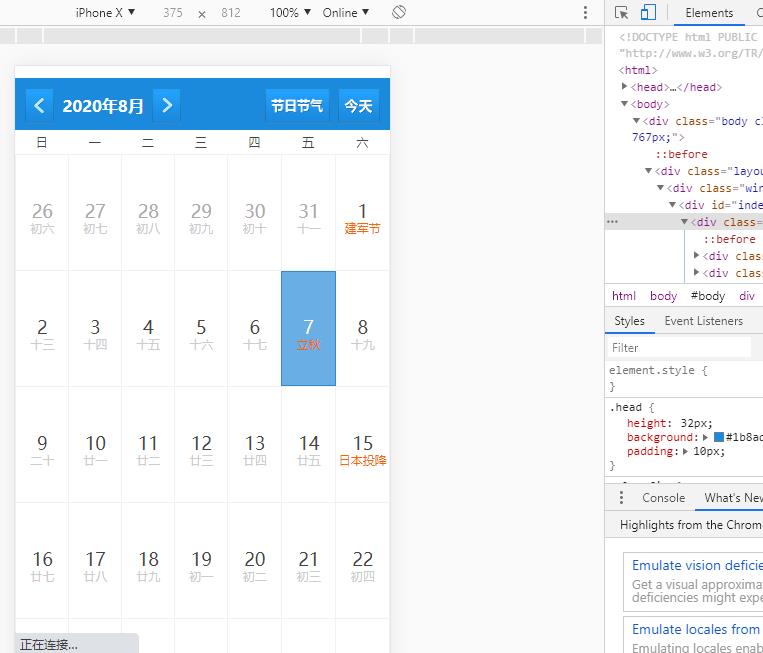 iPhone X ▼ 375 × 812 100% ▼ Online ▼
2020年8月 节日节气 今天
日 一 二 三 四 五 六
26 27 28 29 30 31 1
初六 初七 初八 初九 初十 十一 建军节
2 3 4 5 6 7 8
十三 十四 十五 十六 十七 立秋 十九
9 10 11 12 13 14 15
二十 廿一 廿二 廿三 廿四 廿五 日本投降
16 17 18 19 20 21 22
廿七 廿八 廿九 初一 初二 初三 初四
正在连接...
Elements
<!DOCTYPE html PUBLIC
"http://www.w3.org/TR/
<html>
▶<head>…</head>
▼<body>
▼<div class="body c
767px;">
::before
▼<div class="layou
▼<div class="win
▼<div id="inde
▼<div class=
::before
▶<div clas
▶<div clas
html body #body div
Styles Event Listeners
Filter
element.style {
}
.head {
height: 32px;
background:▶ #1b8ad
padding:▶ 10px;
}
Console What's New
Highlights from the Chrom
Emulate vision deficie
Get a visual approxima
deficiencies might expe
Emulate locales from
Emulating locales enab